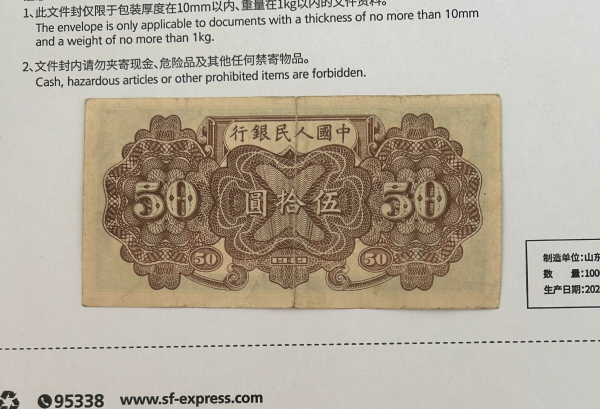 1、此文件封仅限于包装厚度在10mm以内、重量在1kg以内的文件资料。
The envelope is only applicable to documents with a thickness of no more than 10mm
and a weight of no more than 1kg.
2、文件封内请勿夹寄现金、危险品及其他任何禁寄物品。
Cash, hazardous articles or other prohibited items are forbidden.
行銀民人國中
50 圓拾伍 50
50 50
制造单位:山东
数 量:100
生产日期:202
95338 www.sf-express.com